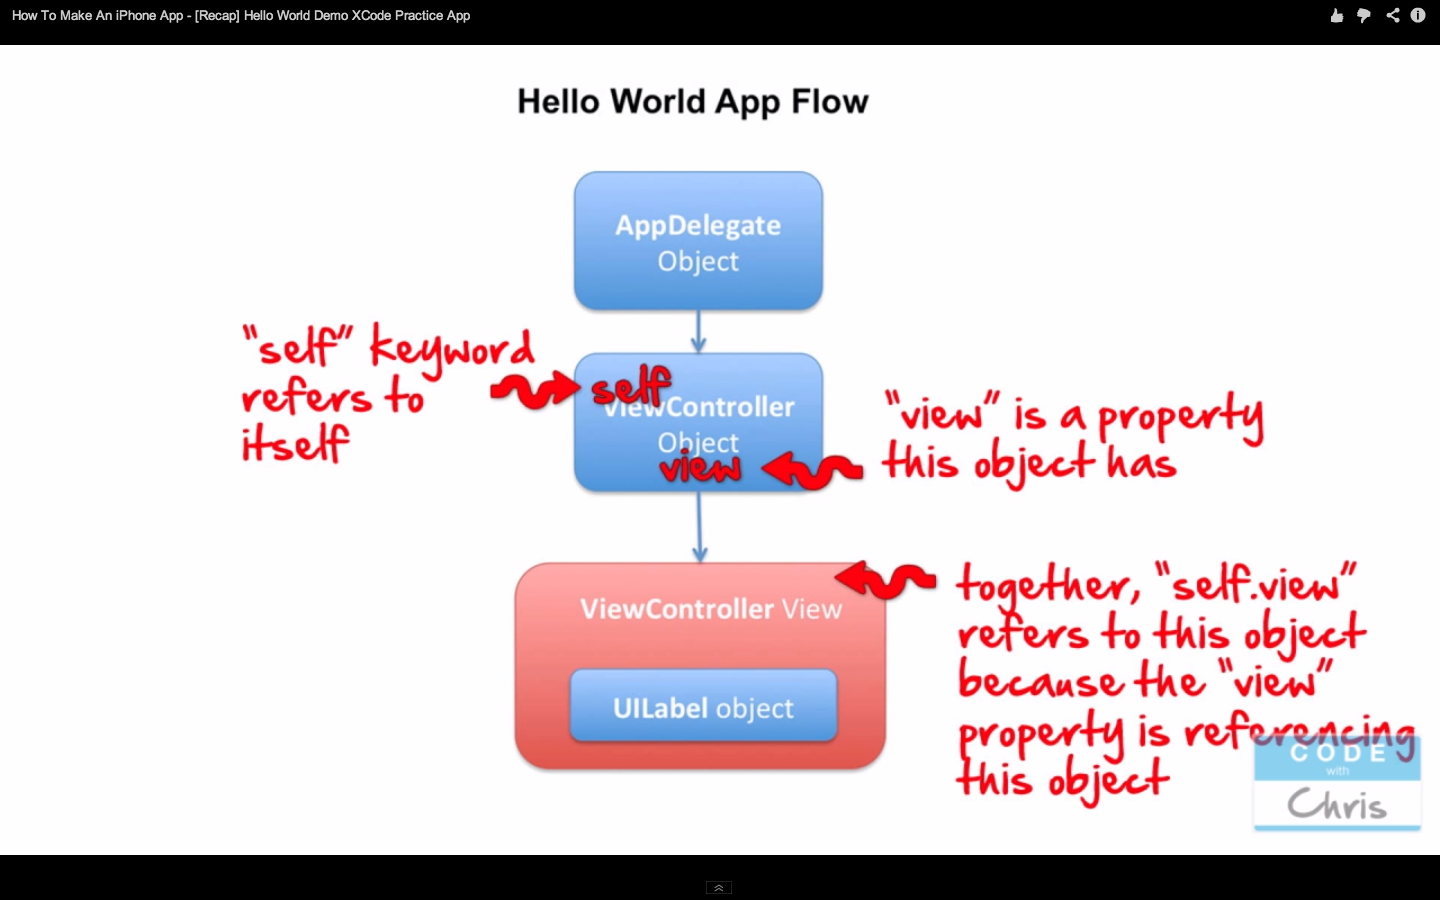 How To Make An iPhone App - [Recap] Hello World Demo XCode Practice App
Hello World App Flow
AppDelegate
Object
"self" keyword
refers to
itself
self
ViewController
Object
view
"view" is a property
this object has
ViewController View
UILabel object
together, "self.view"
refers to this object
because the "view"
property is referencing
this object
CODE
with
Chris